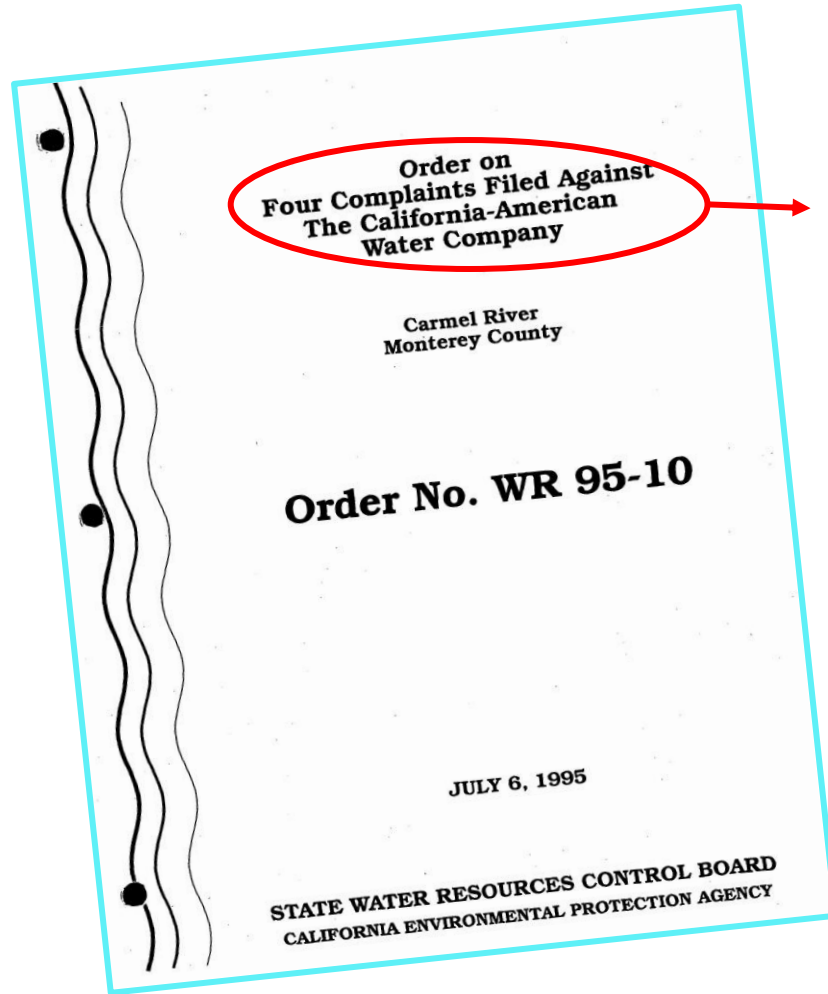 Order on
Four Complaints Filed Against
The California-American
Water Company
Carmel River
Monterey County
Order No. WR 95-10
JULY 6, 1995
STATE WATER RESOURCES CONTROL BOARD
CALIFORNIA ENVIRONMENTAL PROTECTION AGENCY